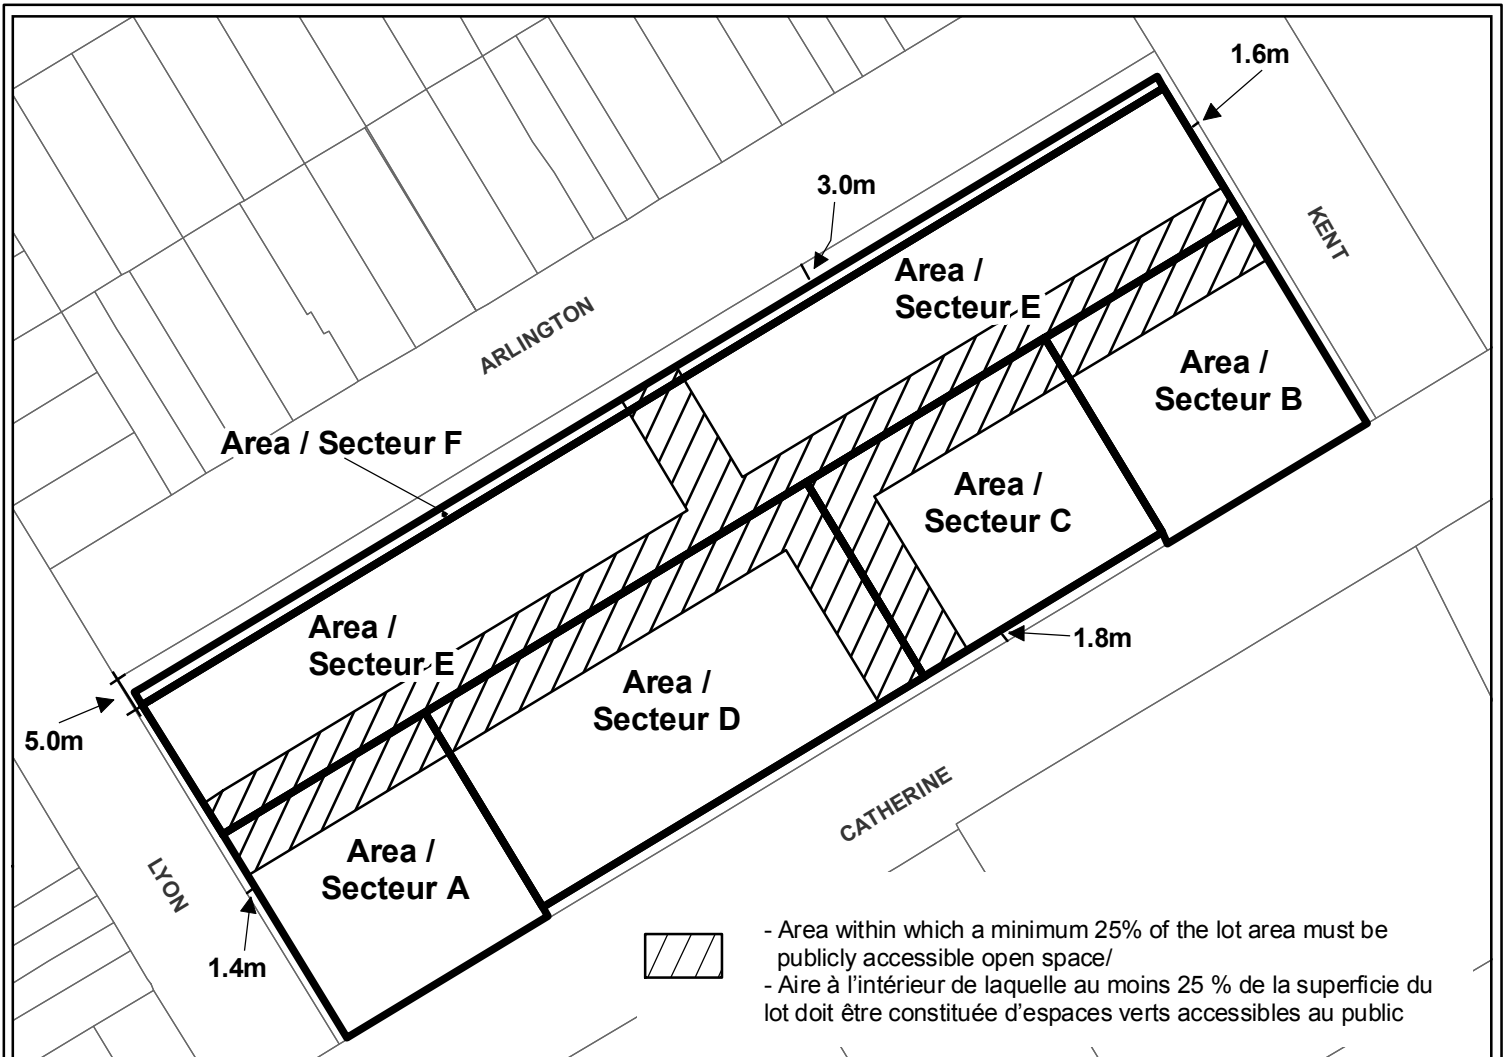 1.6m
3.0m
KENT
Area /
Secteur E
ARLINGTON
Area /
Secteur B
Area / Secteur F
Area /
Secteur C
Area /
Secteur E
1.8m
Area /
Secteur D
5.0m
CATHERINE
Area /
Secteur A
LYON
1.4m
- Area within which a minimum 25% of the lot area must be
publicly accessible open space/
- Aire à l'intérieur de laquelle au moins 25 % de la superficie du
lot doit être constituée d'espaces verts accessibles au public